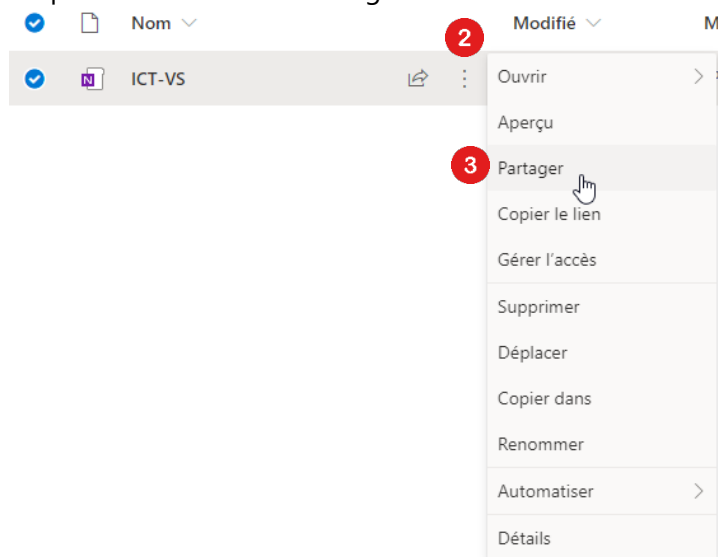 Nom
Modifié
M
2
ICT-VS
Ouvrir
Aperçu
3
Partager
Copier le lien
Gérer l'accès
Supprimer
Déplacer
Copier dans
Renommer
Automatiser
Détails